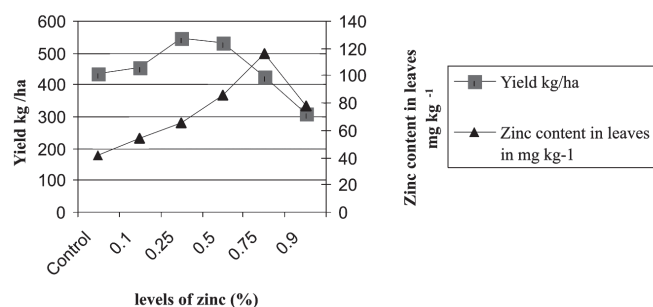 600
500
400
300
200
100
0
Yield kg /ha
140
120
100
80
60
40
20
0
Zinc content in leaves
mg kg -1
Control
0.1
0.25
0.5
0.75
0.9
levels of zinc (%)
Yield kg/ha
Zinc content in leaves
in mg kg-1